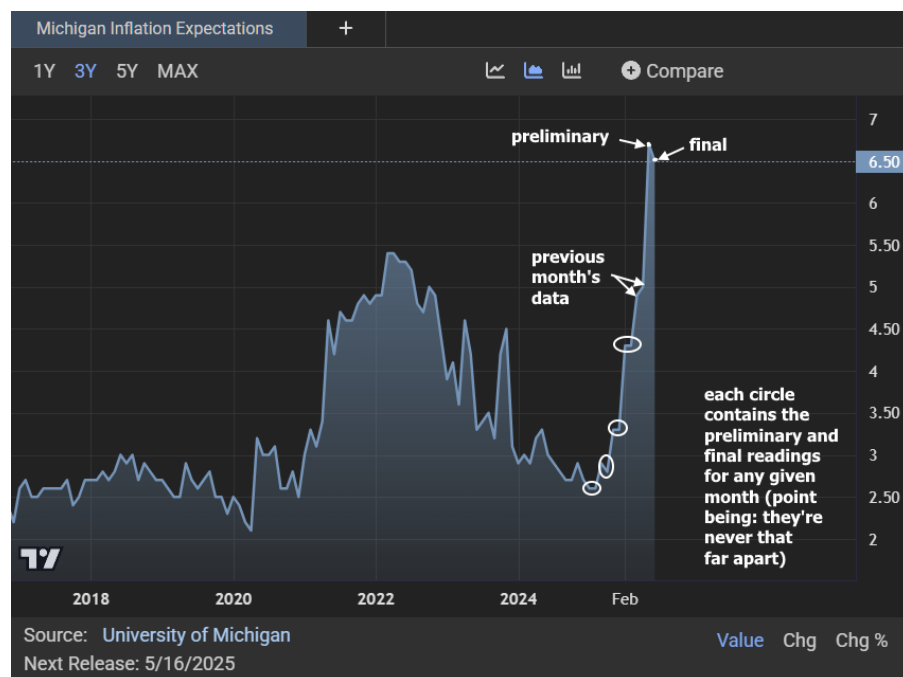 Michigan Inflation Expectations
+
1Y 3Y 5Y MAX
+ Compare
7
preliminary
final
6.50
6
previous
month's
data
5.50
5
4.50
4
each circle
contains the
preliminary and
final readings
for any given
month (point
being: they're
never that
far apart)
3.50
3
2.50
2
2018 2020 2022 2024 Feb
Source: University of Michigan
Value Chg Chg %
Next Release: 5/16/2025